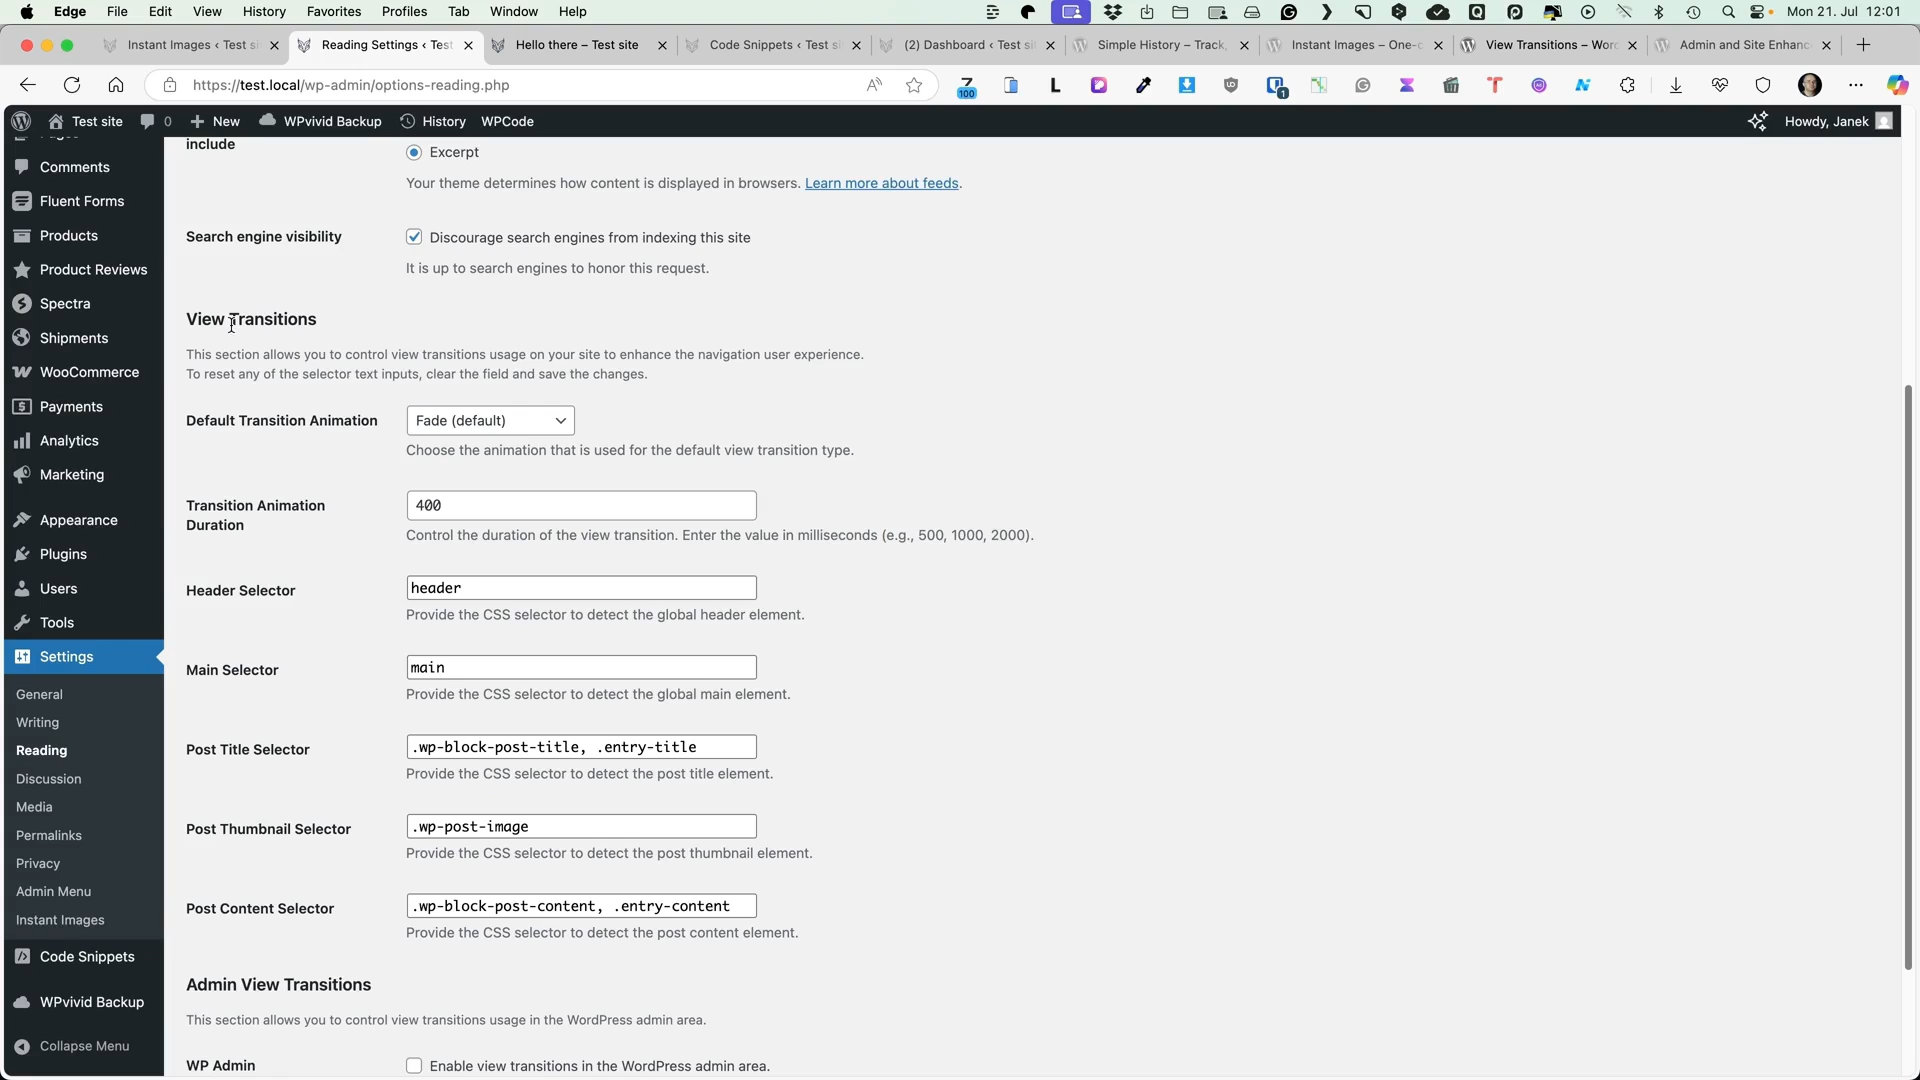 Edge File Edit View History Favorites Profiles Tab Window Help Mon 21. Jul 12:01
Instant Images ‹ Test si Reading Settings ‹ Test Hello there – Test site Code Snippets ‹ Test si (2) Dashboard ‹ Test si Simple History – Track, Instant Images – One-c View Transitions – Word Admin and Site Enhanc
https://test.local/wp-admin/options-reading.php
100
1
Test site 0 New WPvivid Backup History WPCode Howdy, Janek
Comments
Fluent Forms
Products
Product Reviews
Spectra
Shipments
WooCommerce
Payments
Analytics
Marketing
Appearance
Plugins
Users
Tools
Settings
General
Writing
Reading
Discussion
Media
Permalinks
Privacy
Admin Menu
Instant Images
Code Snippets
WPvivid Backup
Collapse Menu
include
Excerpt
Your theme determines how content is displayed in browsers. Learn more about feeds.
Search engine visibility
Discourage search engines from indexing this site
It is up to search engines to honor this request.
View Transitions
This section allows you to control view transitions usage on your site to enhance the navigation user experience.
To reset any of the selector text inputs, clear the field and save the changes.
Default Transition Animation
Fade (default)
Choose the animation that is used for the default view transition type.
Transition Animation
Duration
400
Control the duration of the view transition. Enter the value in milliseconds (e.g., 500, 1000, 2000).
Header Selector
header
Provide the CSS selector to detect the global header element.
Main Selector
main
Provide the CSS selector to detect the global main element.
Post Title Selector
.wp-block-post-title, .entry-title
Provide the CSS selector to detect the post title element.
Post Thumbnail Selector
.wp-post-image
Provide the CSS selector to detect the post thumbnail element.
Post Content Selector
.wp-block-post-content, .entry-content
Provide the CSS selector to detect the post content element.
Admin View Transitions
This section allows you to control view transitions usage in the WordPress admin area.
WP Admin
Enable view transitions in the WordPress admin area.